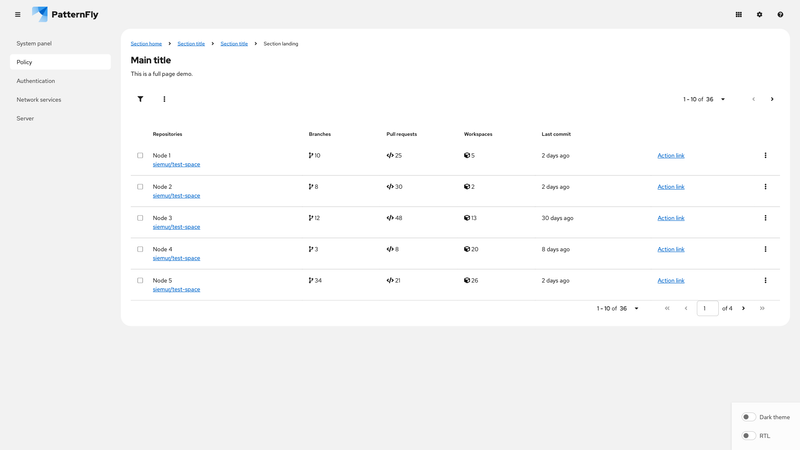 PatternFly
System panel
Policy
Authentication
Network services
Server
Section home > Section title > Section title > Section landing
Main title
This is a full page demo.
1 - 10 of 36
Repositories Branches Pull requests Workspaces Last commit
Node 1 10 25 5 2 days ago Action link
siemur/test-space
Node 2 8 30 2 2 days ago Action link
siemur/test-space
Node 3 12 48 13 30 days ago Action link
siemur/test-space
Node 4 3 8 20 8 days ago Action link
siemur/test-space
Node 5 34 21 26 2 days ago Action link
siemur/test-space
1 - 10 of 36 1 of 4
Dark theme
RTL